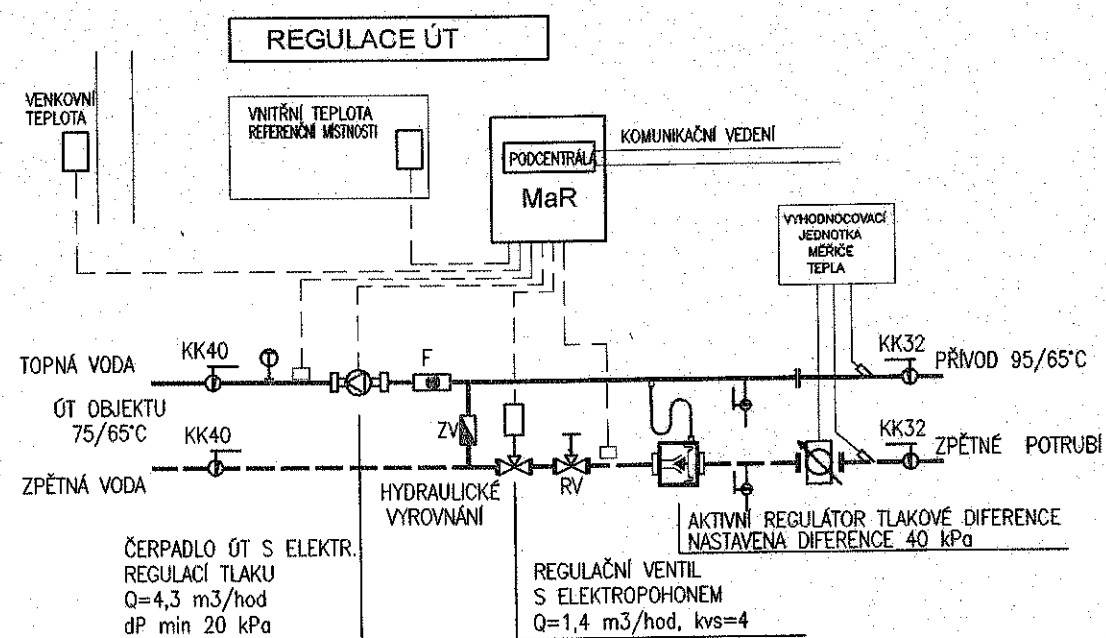 REGULACE ÚT
VENKOVNÍ
TEPLOTA
VNITŘNÍ TEPLOTA
REFERENČNÍ MÍSTNOSTI
PODCENTRÁLA
MaR
KOMUNIKAČNÍ VEDENÍ
VYHODNOCOVACÍ
JEDNOTKA
MĚŘIČE
TEPLA
TOPNÁ VODA
KK40
T
F
KK32
PŘÍVOD 95/65°C
ÚT OBJEKTU
75/65°C
KK40
ZV
KK32
ZPĚTNÉ POTRUBÍ
ZPĚTNÁ VODA
HYDRAULICKÉ
VYROVNÁNÍ
RV
AKTIVNÍ REGULÁTOR TLAKOVÉ DIFERENCE
NASTAVENA DIFERENCE 40 kPa
ČERPADLO ÚT S ELEKTR.
REGULACÍ TLAKU
Q=4,3 m3/hod
dP min 20 kPa
REGULAČNÍ VENTIL
S ELEKTROPOHONEM
Q=1,4 m3/hod, kvs=4